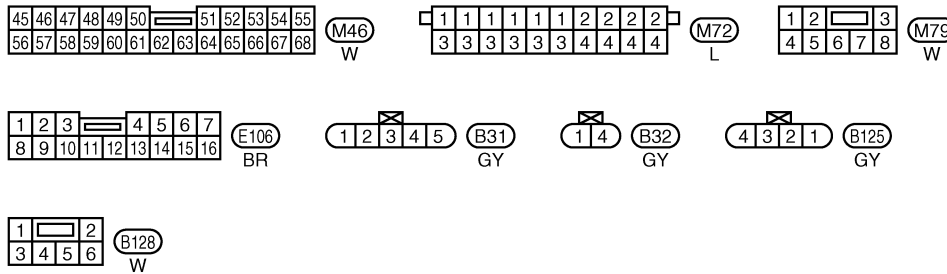 45 46 47 48 49 50 51 52 53 54 55
56 57 58 59 60 61 62 63 64 65 66 67 68
M46
W
1 1 1 1 1 1 2 2 2 2
3 3 3 3 3 3 4 4 4 4
M72
L
1 2 3
4 5 6 7 8
M79
W
1 2 3 4 5 6 7
8 9 10 11 12 13 14 15 16
E106
BR
1 2 3 4 5
B31
GY
1 4
B32
GY
4 3 2 1
B125
GY
1 2
3 4 5 6
B128
W